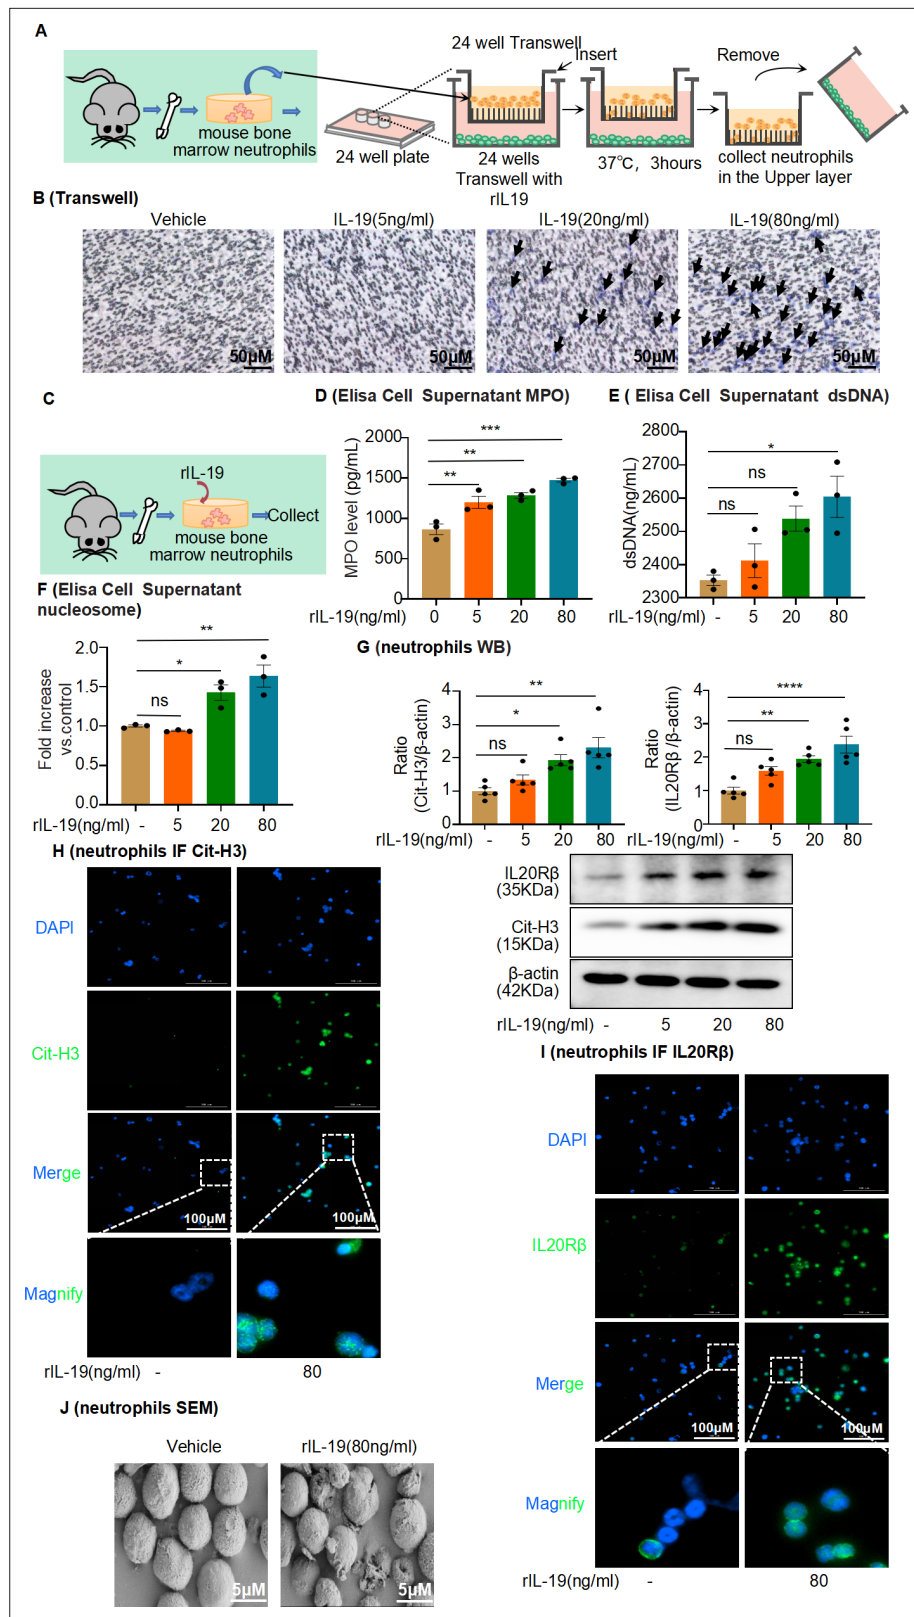 A
24 well Transwell
Insert
Remove
mouse bone
marrow neutrophils
24 well plate
24 wells
Transwell with
rIL19
37°C, 3hours
collect neutrophils
in the Upper layer
B (Transwell)
Vehicle
IL-19(5ng/ml)
IL-19(20ng/ml)
IL-19(80ng/ml)
50μM
50μM
50μM
50μM
C
rIL-19
Collect
mouse bone
marrow neutrophils
D (Elisa Cell Supernatant MPO)
MPO level (pg/mL)
2000
1500
1000
500
0
***
**
**
rIL-19(ng/ml) 0 5 20 80
E ( Elisa Cell Supernatant dsDNA)
dsDNA(ng/mL)
2800
2700
2600
2500
2400
2300
*
ns
ns
rIL-19(ng/ml) - 5 20 80
F (Elisa Cell Supernatant
nucleosome)
Fold increase
vs.control
2.0
1.5
1.0
0.5
0.0
**
*
ns
rIL-19(ng/ml) - 5 20 80
G (neutrophils WB)
Ratio
(Cit-H3/β-actin)
4
3
2
1
0
**
*
ns
rIL-19(ng/ml) - 5 20 80
Ratio
(IL20Rβ/β-actin)
4
3
2
1
0
****
**
ns
rIL-19(ng/ml) - 5 20 80
IL20Rβ
(35KDa)
Cit-H3
(15KDa)
β-actin
(42KDa)
rIL-19(ng/ml) - 5 20 80
H (neutrophils IF Cit-H3)
DAPI
Cit-H3
Merge
100μM
100μM
Magnify
rIL-19(ng/ml) - 80
I (neutrophils IF IL20Rβ)
DAPI
IL20Rβ
Merge
100μM
100μM
Magnify
rIL-19(ng/ml) - 80
J (neutrophils SEM)
Vehicle
rIL-19(80ng/ml)
5μM
5μM